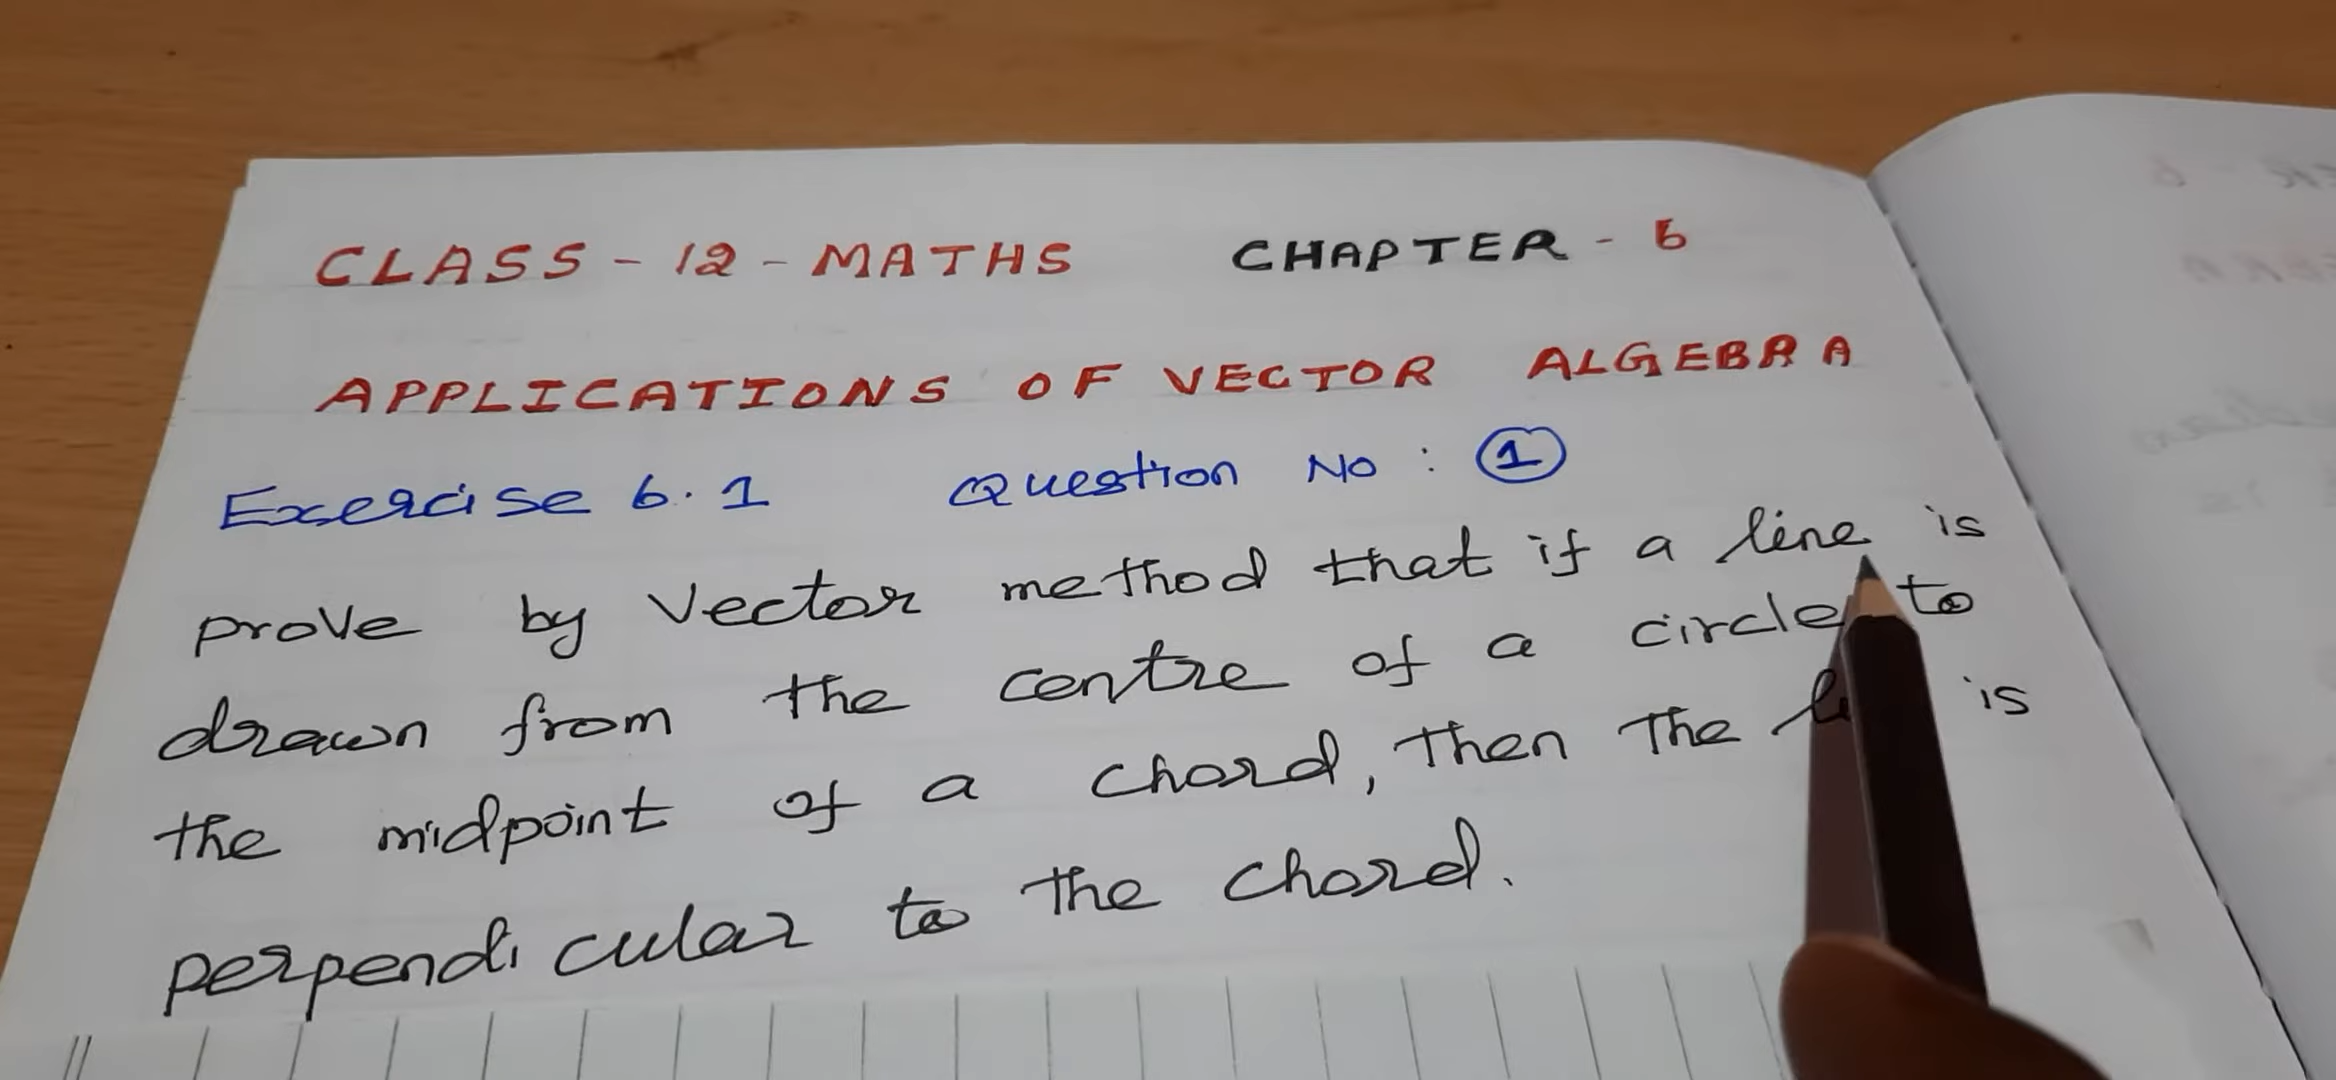 CLASS - 12 - MATHS CHAPTER - 6
APPLICATIONS OF VECTOR ALGEBRA
Exercise 6.1 Question No : 1
prove by Vector method that if a line is
drawn from the centre of a circle to
the midpoint of a chord, then the is
perpendicular to the chord.